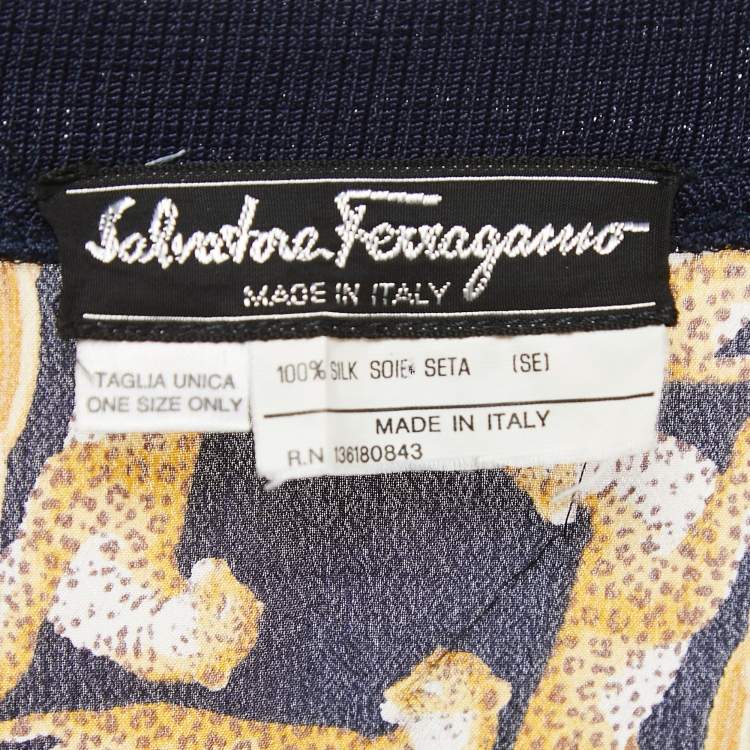 Salvatore Ferragamo
MADE IN ITALY
TAGLIA UNICA
ONE SIZE ONLY
100% SILK SOIE SETA (SE)
MADE IN ITALY
R.N 136180843